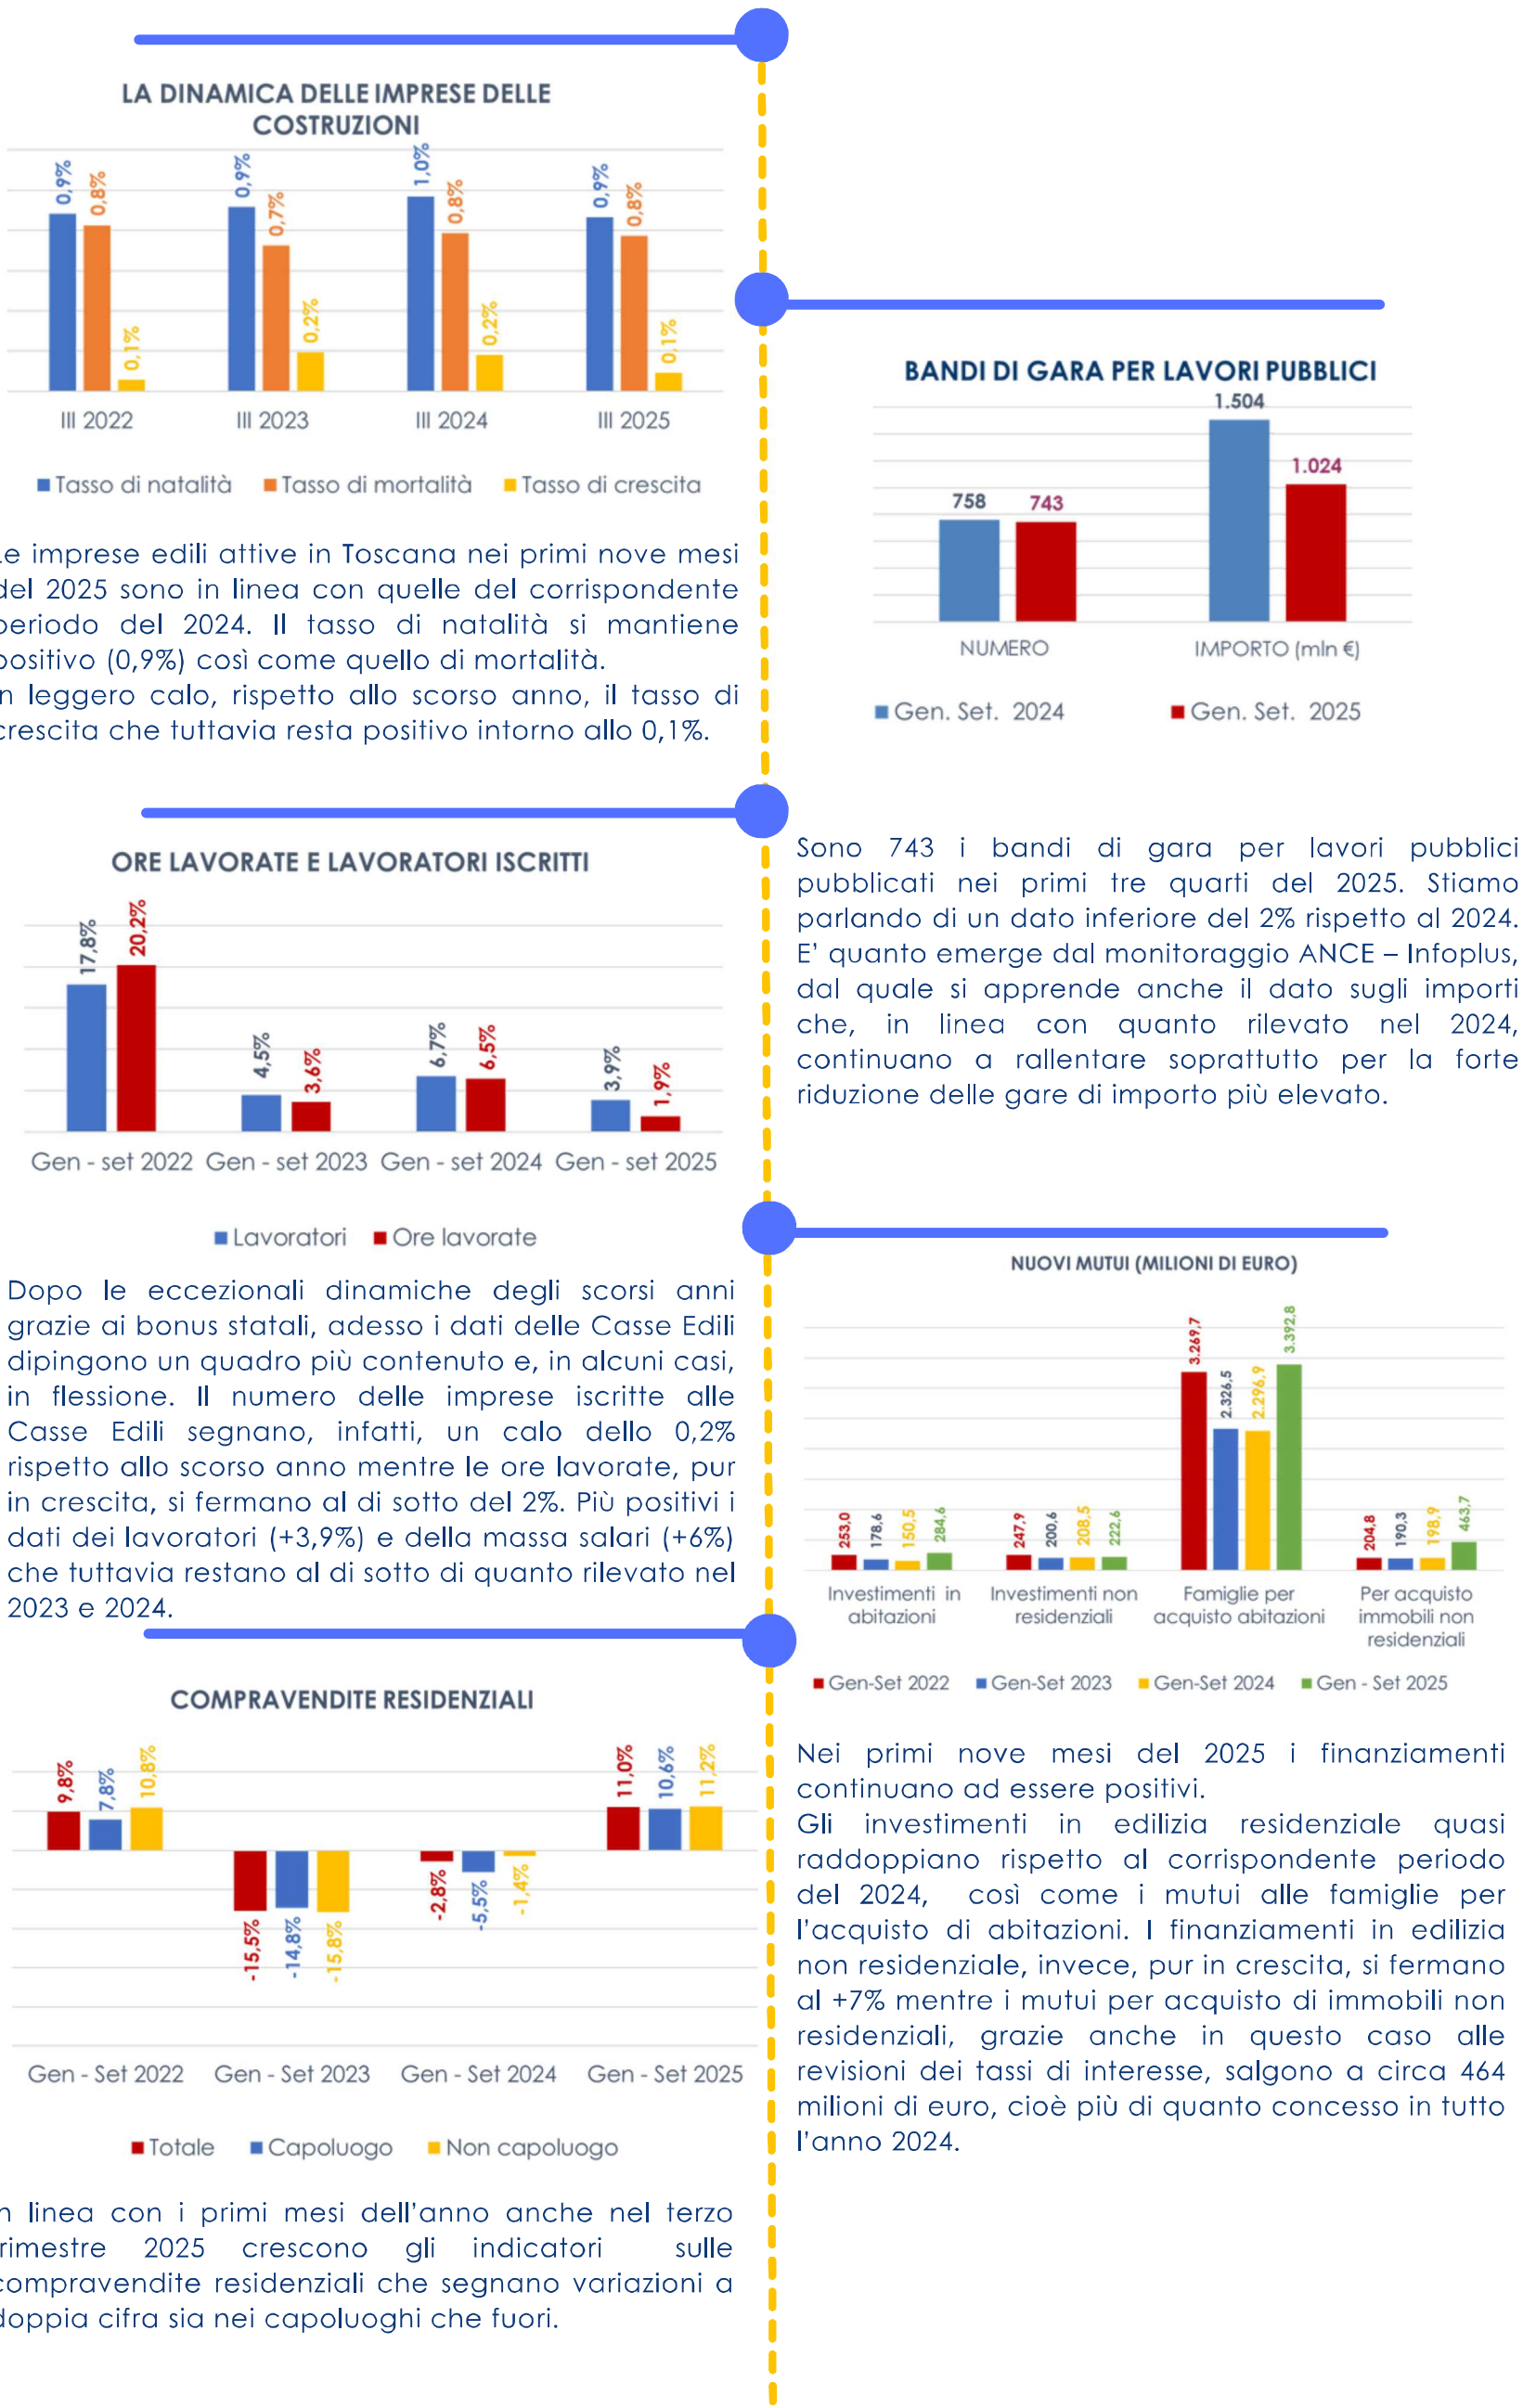 LA DINAMICA DELLE IMPRESE DELLE
COSTRUZIONI
0,9%
0,8%
0,1%
0,9%
0,7%
0,2%
1,0%
0,8%
0,2%
0,9%
0,8%
0,1%
III 2022 III 2023 III 2024 III 2025
Tasso di natalità Tasso di mortalità Tasso di crescita
imprese edili attive in Toscana nei primi nove mesi
del 2025 sono in linea con quelle del corrispondente
periodo del 2024. Il tasso di natalità si mantiene
positivo (0,9%) così come quello di mortalità.
n leggero calo, rispetto allo scorso anno, il tasso di
crescita che tuttavia resta positivo intorno allo 0,1%.
BANDI DI GARA PER LAVORI PUBBLICI
758 743
1.504
1.024
NUMERO IMPORTO (mln €)
Gen. Set. 2024 Gen. Set. 2025
Sono 743 i bandi di gara per lavori pubblici
pubblicati nei primi tre quarti del 2025. Stiamo
parlando di un dato inferiore del 2% rispetto al 2024.
E' quanto emerge dal monitoraggio ANCE – Infoplus,
dal quale si apprende anche il dato sugli importi
che, in linea con quanto rilevato nel 2024,
continuano a rallentare soprattutto per la forte
riduzione delle gare di importo più elevato.
ORE LAVORATE E LAVORATORI ISCRITTI
17,8%
20,2%
4,5%
3,6%
6,7%
6,5%
3,9%
1,9%
Gen - set 2022 Gen - set 2023 Gen - set 2024 Gen - set 2025
Lavoratori Ore lavorate
Dopo le eccezionali dinamiche degli scorsi anni
grazie ai bonus statali, adesso i dati delle Casse Edili
dipingono un quadro più contenuto e, in alcuni casi,
in flessione. Il numero delle imprese iscritte alle
Casse Edili segnano, infatti, un calo dello 0,2%
rispetto allo scorso anno mentre le ore lavorate, pur
in crescita, si fermano al di sotto del 2%. Più positivi i
dati dei lavoratori (+3,9%) e della massa salari (+6%)
che tuttavia restano al di sotto di quanto rilevato nel
2023 e 2024.
NUOVI MUTUI (MILIONI DI EURO)
253,0
178,6
150,5
284,6
247,9
200,6
208,5
222,6
3.269,7
2.326,5
2.296,9
3.392,8
204,8
190,3
198,9
463,7
Investimenti in Investimenti non Famiglie per Per acquisto
abitazioni residenziali acquisto abitazioni immobili non
residenziali
Gen-Set 2022 Gen-Set 2023 Gen-Set 2024 Gen - Set 2025
Nei primi nove mesi del 2025 i finanziamenti
continuano ad essere positivi.
Gli investimenti in edilizia residenziale quasi
raddoppiano rispetto al corrispondente periodo
del 2024, così come i mutui alle famiglie per
l'acquisto di abitazioni. I finanziamenti in edilizia
non residenziale, invece, pur in crescita, si fermano
al +7% mentre i mutui per acquisto di immobili non
residenziali, grazie anche in questo caso alle
revisioni dei tassi di interesse, salgono a circa 464
milioni di euro, cioè più di quanto concesso in tutto
l'anno 2024.
COMPRAVENDITE RESIDENZIALI
9,8%
7,8%
10,8%
-15,5%
-14,8%
-15,8%
-2,8%
-5,5%
-1,4%
11,0%
10,6%
11,2%
Gen - Set 2022 Gen - Set 2023 Gen - Set 2024 Gen - Set 2025
Totale Capoluogo Non capoluogo
n linea con i primi mesi dell'anno anche nel terzo
trimestre 2025 crescono gli indicatori sulle
compravendite residenziali che segnano variazioni a
doppia cifra sia nei capoluoghi che fuori.